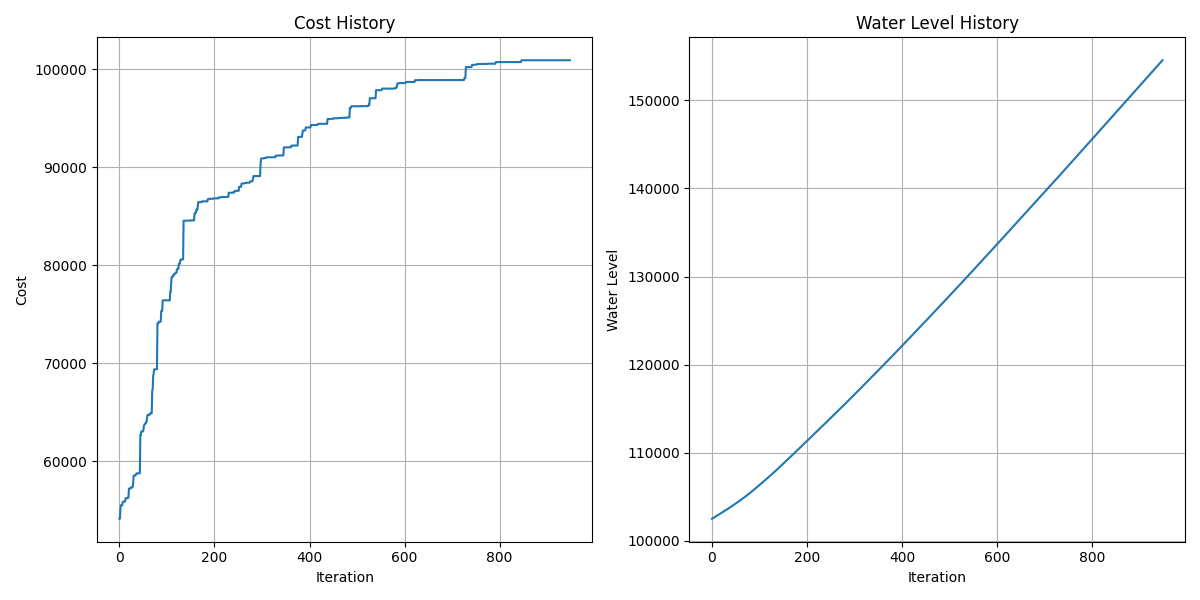 Cost History
Cost
100000
90000
80000
70000
60000
0 200 400 600 800
Iteration
Water Level History
Water Level
150000
140000
130000
120000
110000
100000
0 200 400 600 800
Iteration